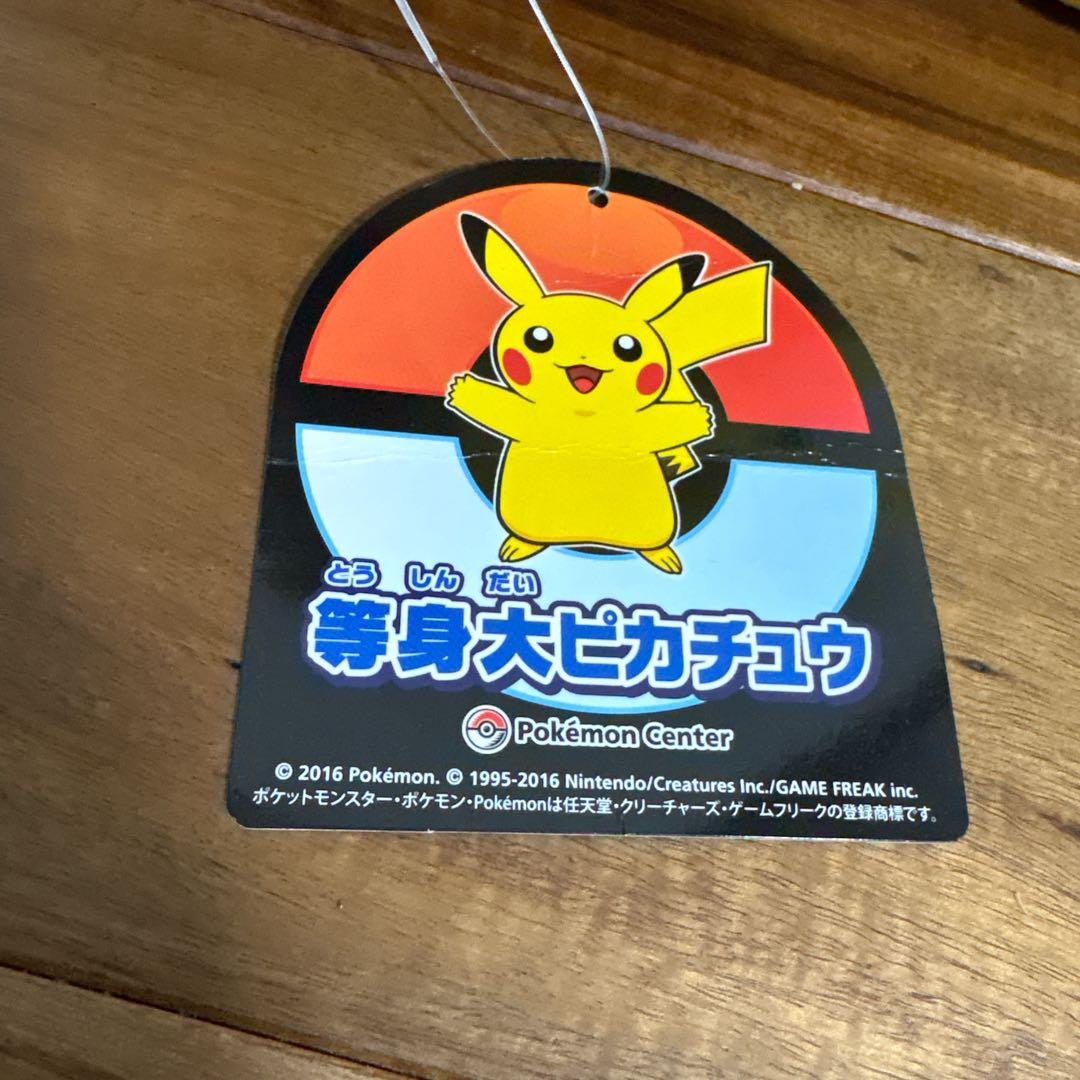 とう しん だい
等身大ピカチュウ
Pokémon Center
© 2016 Pokémon. © 1995-2016 Nintendo/Creatures Inc./GAME FREAK inc.
ポケットモンスター・ポケモン・Pokémonは任天堂・クリーチャーズ・ゲームフリークの登録商標です。